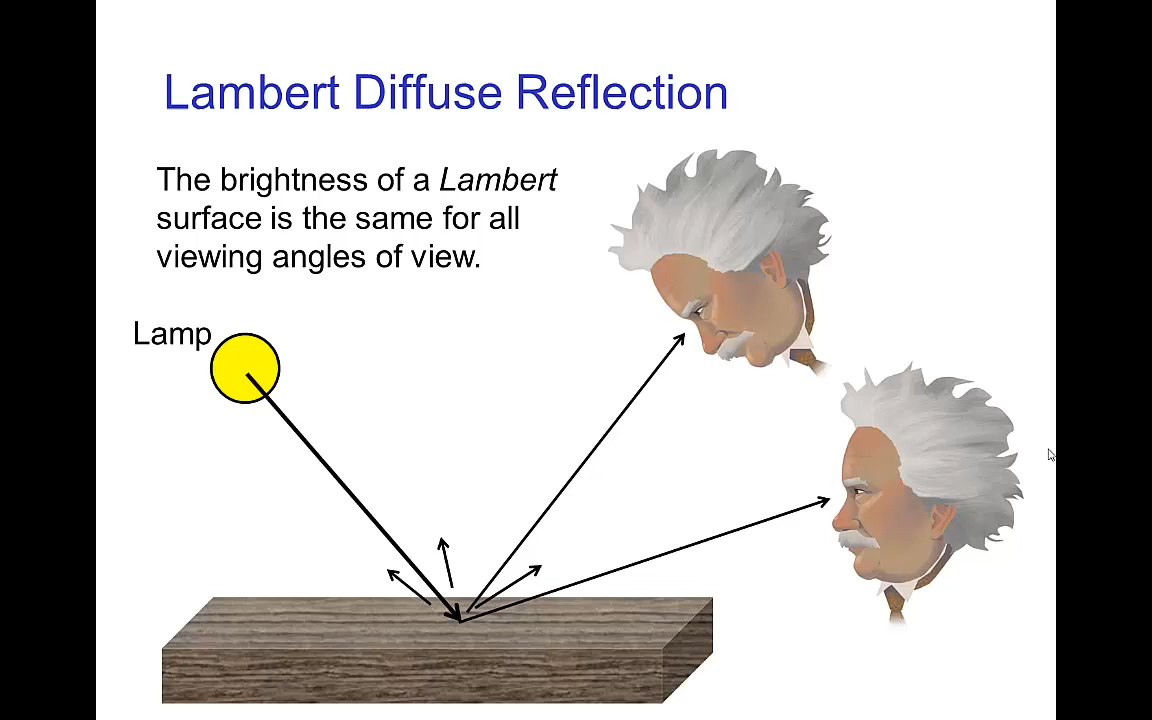 Lambert Diffuse Reflection
The brightness of a Lambert
surface is the same for all
viewing angles of view.
Lamp